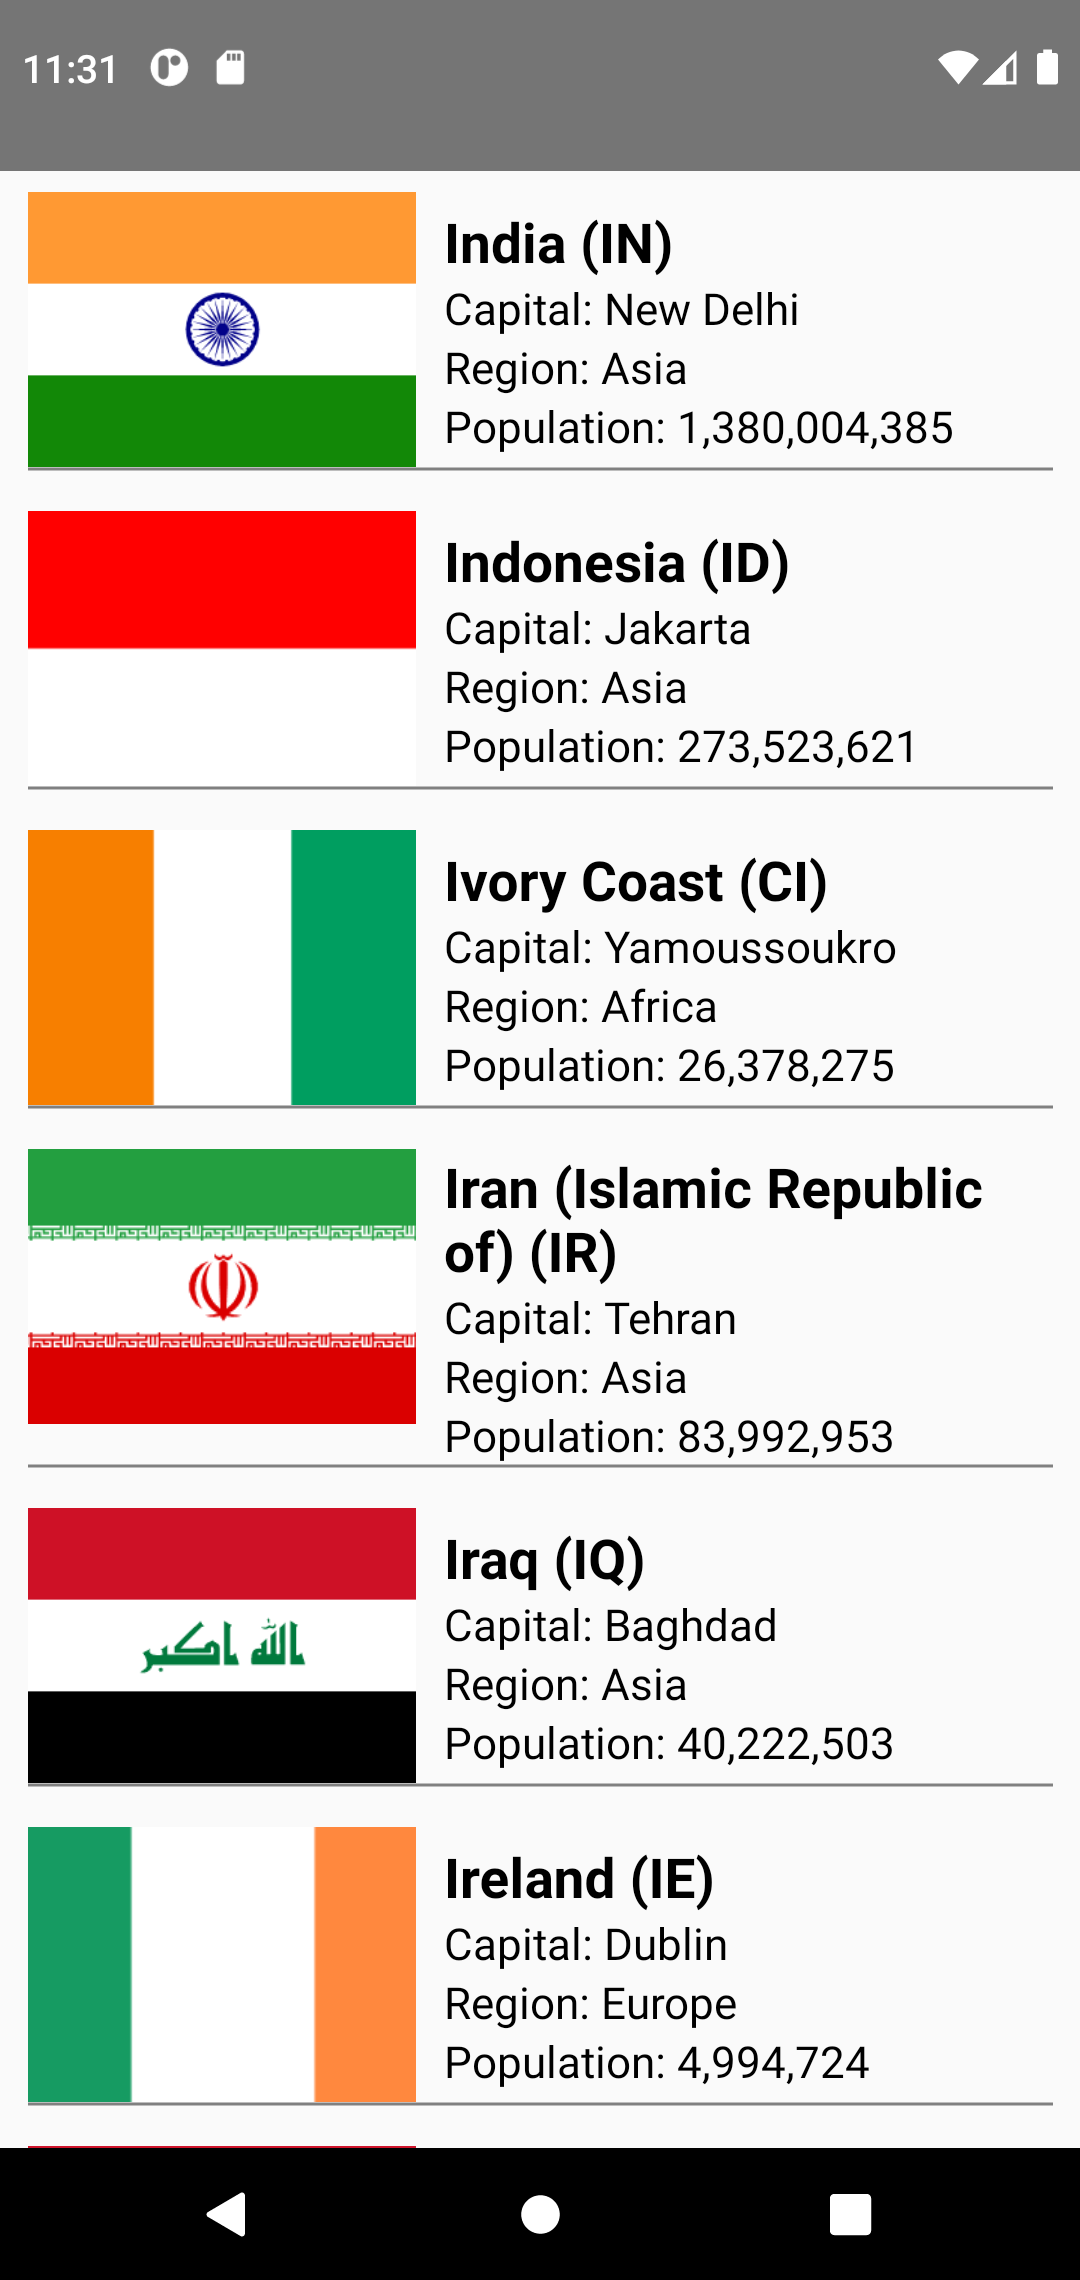 11:31
India (IN)
Capital: New Delhi
Region: Asia
Population: 1,380,004,385
Indonesia (ID)
Capital: Jakarta
Region: Asia
Population: 273,523,621
Ivory Coast (CI)
Capital: Yamoussoukro
Region: Africa
Population: 26,378,275
Iran (Islamic Republic
of) (IR)
Capital: Tehran
Region: Asia
Population: 83,992,953
الله اكبر
Iraq (IQ)
Capital: Baghdad
Region: Asia
Population: 40,222,503
Ireland (IE)
Capital: Dublin
Region: Europe
Population: 4,994,724